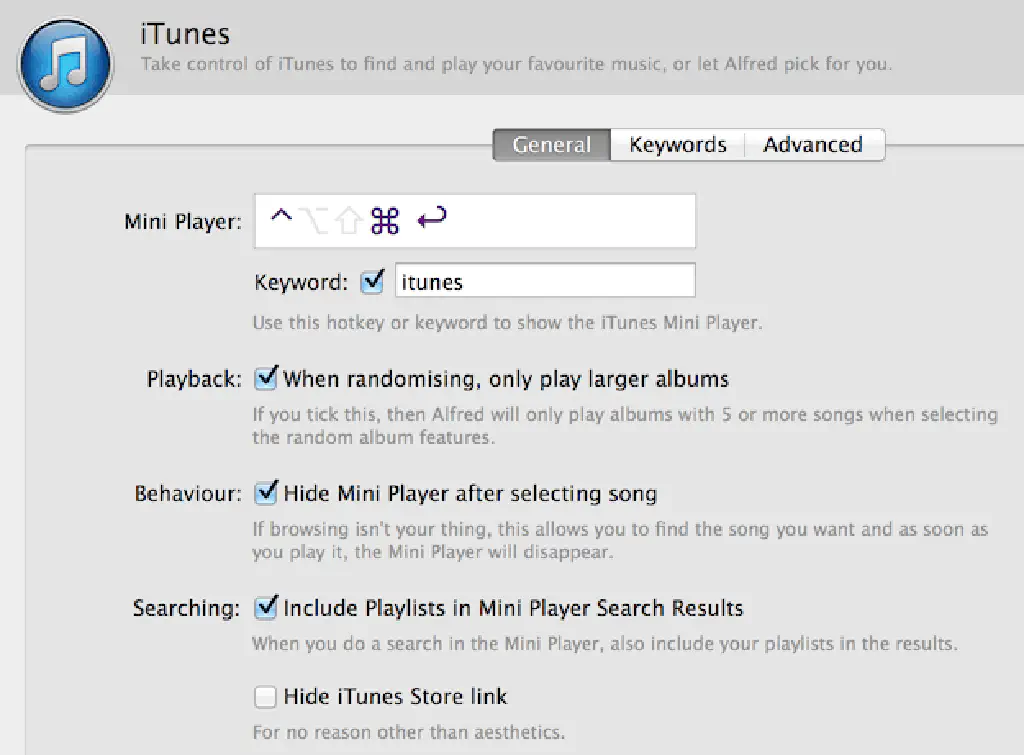 iTunes
Take control of iTunes to find and play your favourite music, or let Alfred pick for you.
General Keywords Advanced
Mini Player: ^⌥⇧⌘ ↩
Keyword: itunes
Use this hotkey or keyword to show the iTunes Mini Player.
Playback: When randomising, only play larger albums
If you tick this, then Alfred will only play albums with 5 or more songs when selecting
the random album features.
Behaviour: Hide Mini Player after selecting song
If browsing isn't your thing, this allows you to find the song you want and as soon as
you play it, the Mini Player will disappear.
Searching: Include Playlists in Mini Player Search Results
When you do a search in the Mini Player, also include your playlists in the results.
Hide iTunes Store link
For no reason other than aesthetics.